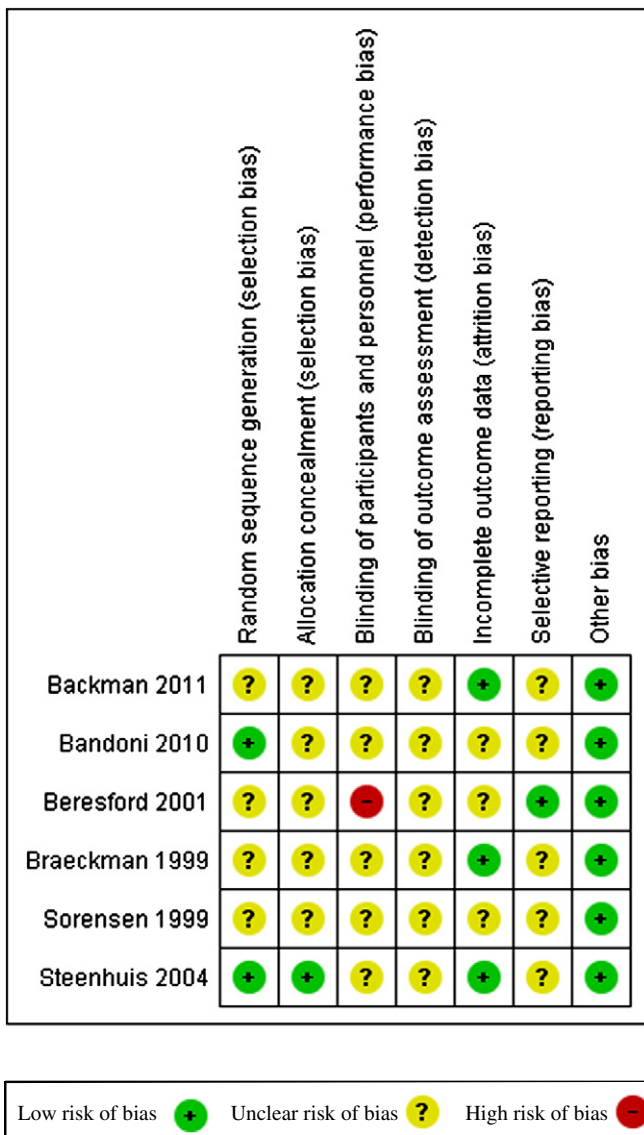 Random sequence generation (selection bias)
Allocation concealment (selection bias)
Blinding of participants and personnel (performance bias)
Blinding of outcome assessment (detection bias)
Incomplete outcome data (attrition bias)
Selective reporting (reporting bias)
Other bias
Backman 2011 ? ? ? ? + ? +
Bandoni 2010 + ? ? ? ? ? +
Beresford 2001 ? ? - ? ? + +
Braeckman 1999 ? ? ? ? + ? +
Sorensen 1999 ? ? ? ? ? ? +
Steenhuis 2004 + + ? ? + ? +
Low risk of bias + Unclear risk of bias ? High risk of bias -